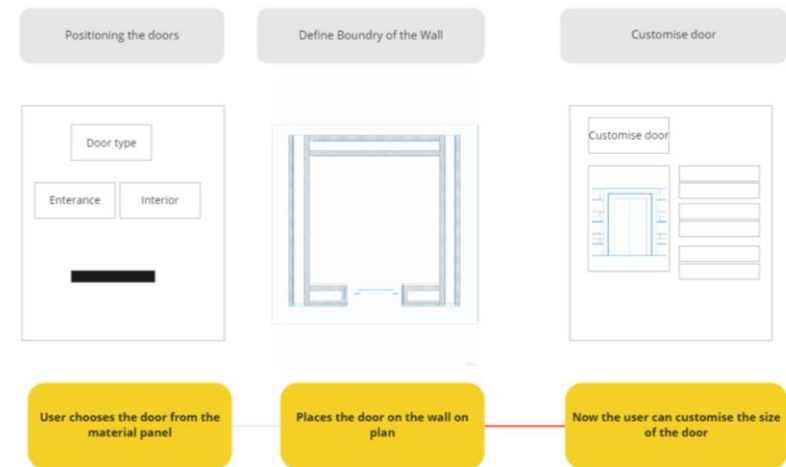 Positioning the doors
Define Boundry of the Wall
Customise door
Door type
Enterance
Interior
Customise door
User chooses the door from the
material panel
Places the door on the wall on
plan
Now the user can customise the size
of the door